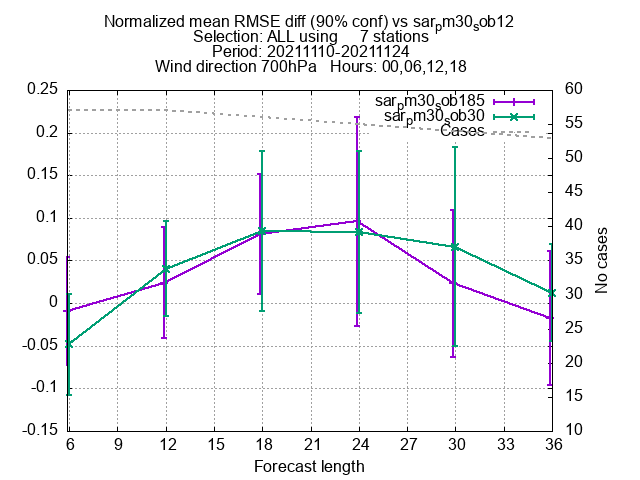 Normalized mean RMSE diff (90% conf) vs sarpm30sob12
Selection: ALL using 7 stations
Period: 20211110-20211124
Wind direction 700hPa Hours: 00,06,12,18
sarpm30sob185
sarpm30sob30
Cases
0.25
0.2
0.15
0.1
0.05
0
-0.05
-0.1
-0.15
60
55
50
45
40
35
30
25
20
15
10
No cases
6 9 12 15 18 21 24 27 30 33 36
Forecast length